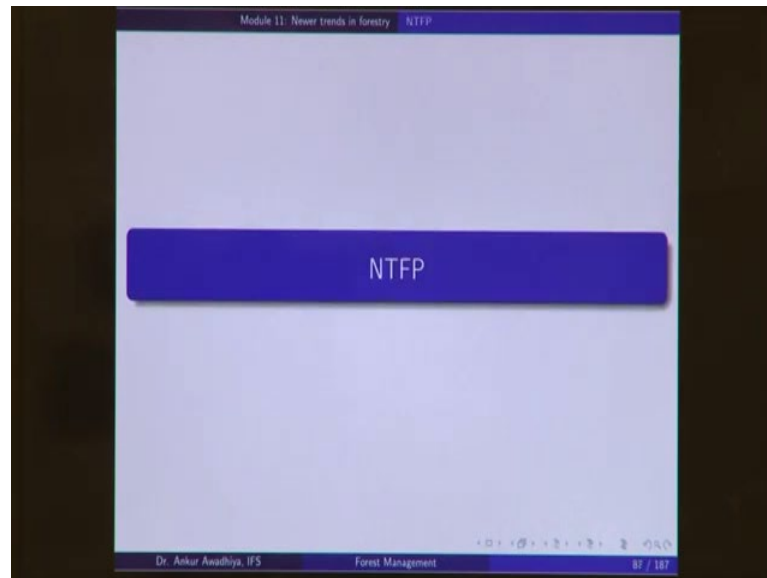 Module 11: Newer trends in forestry NTFP
NTFP
Dr. Ankur Awadhiya, IFS Forest Management 87 / 187